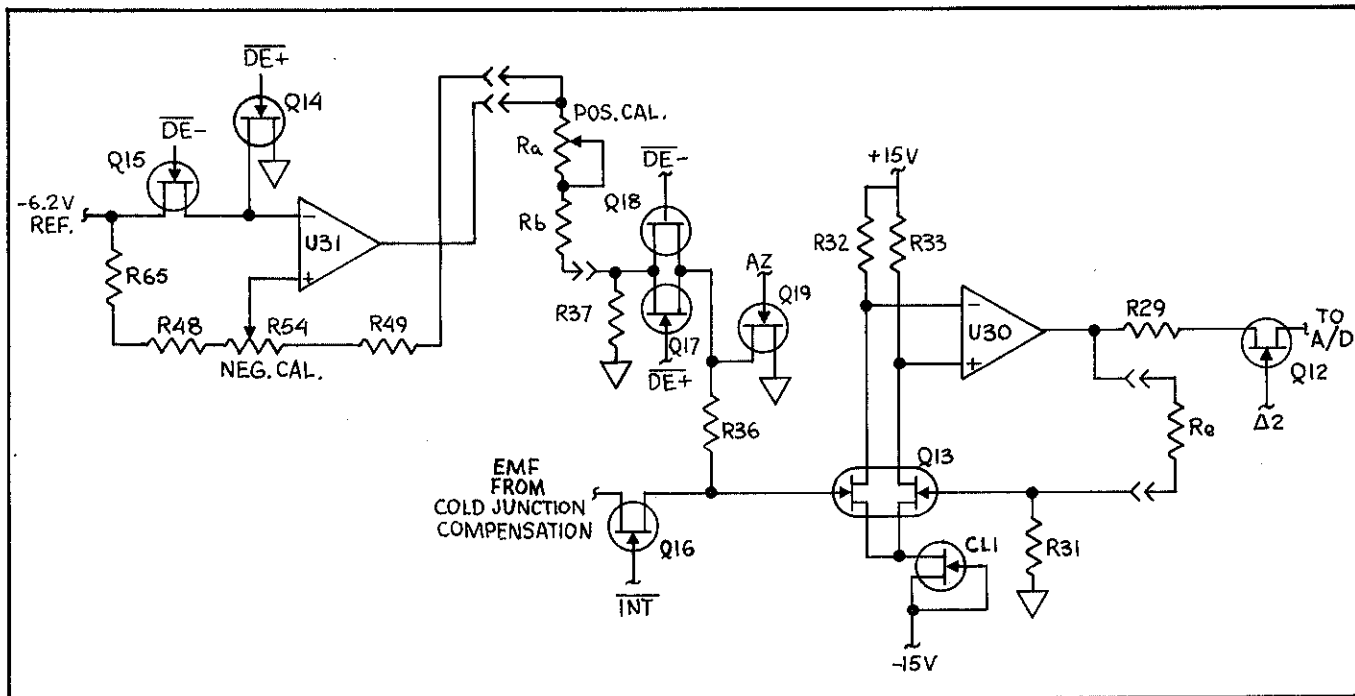 DE+
Q14
DE-
Q15
-6.2V
REF.
U31
-
+
R65
R48
R54
R49
NEG. CAL.
POS. CAL.
Ra
Rb
DE-
Q18
R37
Q17
DE+
AZ
Q19
R36
EMF
FROM
COLD JUNCTION
COMPENSATION
Q16
INT
+15V
R32
R33
-
+
U30
Q13
CL1
-15V
R31
Re
R29
TO
A/D
Q12
Δ2